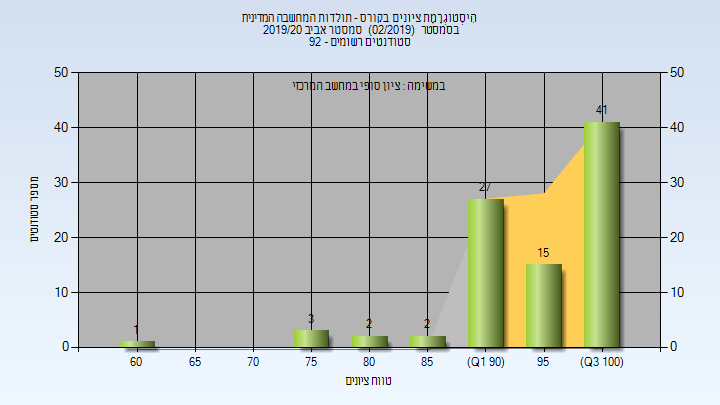 היסטוגרמת ציונים בקורס - תולדות המחשבה המדינית
בסמסטר (02/2019) סמסטר אביב 2019/20
סטודנטים רשומים - 92
במשימה : ציון סופי במחשב המרכזי
50 50
40 40
30 30
20 20
10 10
0 0
מספר סטודנטים
1 3 2 2 27 15 41
60 65 70 75 80 85 (Q1 90) 95 (Q3 100)
טווח ציונים